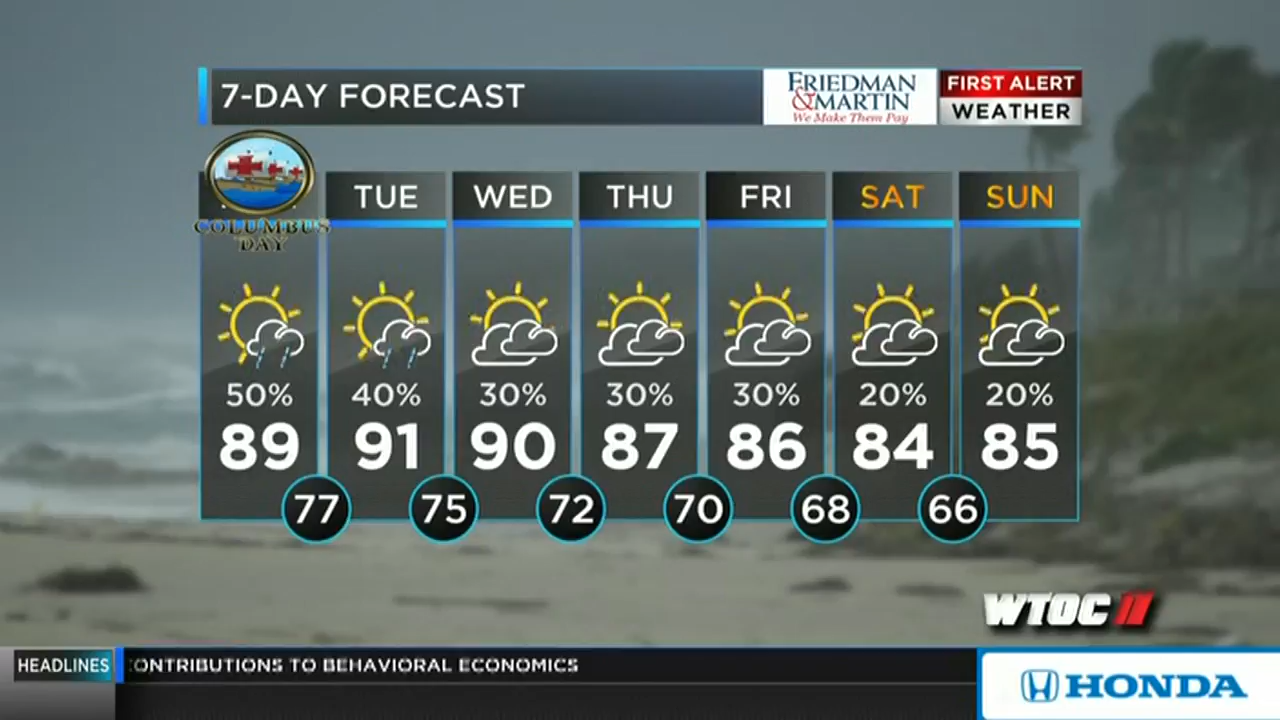 7-DAY FORECAST
FRIEDMAN
&MARTIN
We Make Them Pay
FIRST ALERT
WEATHER
COLUMBUS
DAY
TUE
WED
THU
FRI
SAT
SUN
50%
40%
30%
30%
30%
20%
20%
89
91
90
87
86
84
85
77
75
72
70
68
66
WTOC 11
HEADLINES
ONTRIBUTIONS TO BEHAVIORAL ECONOMICS
HONDA